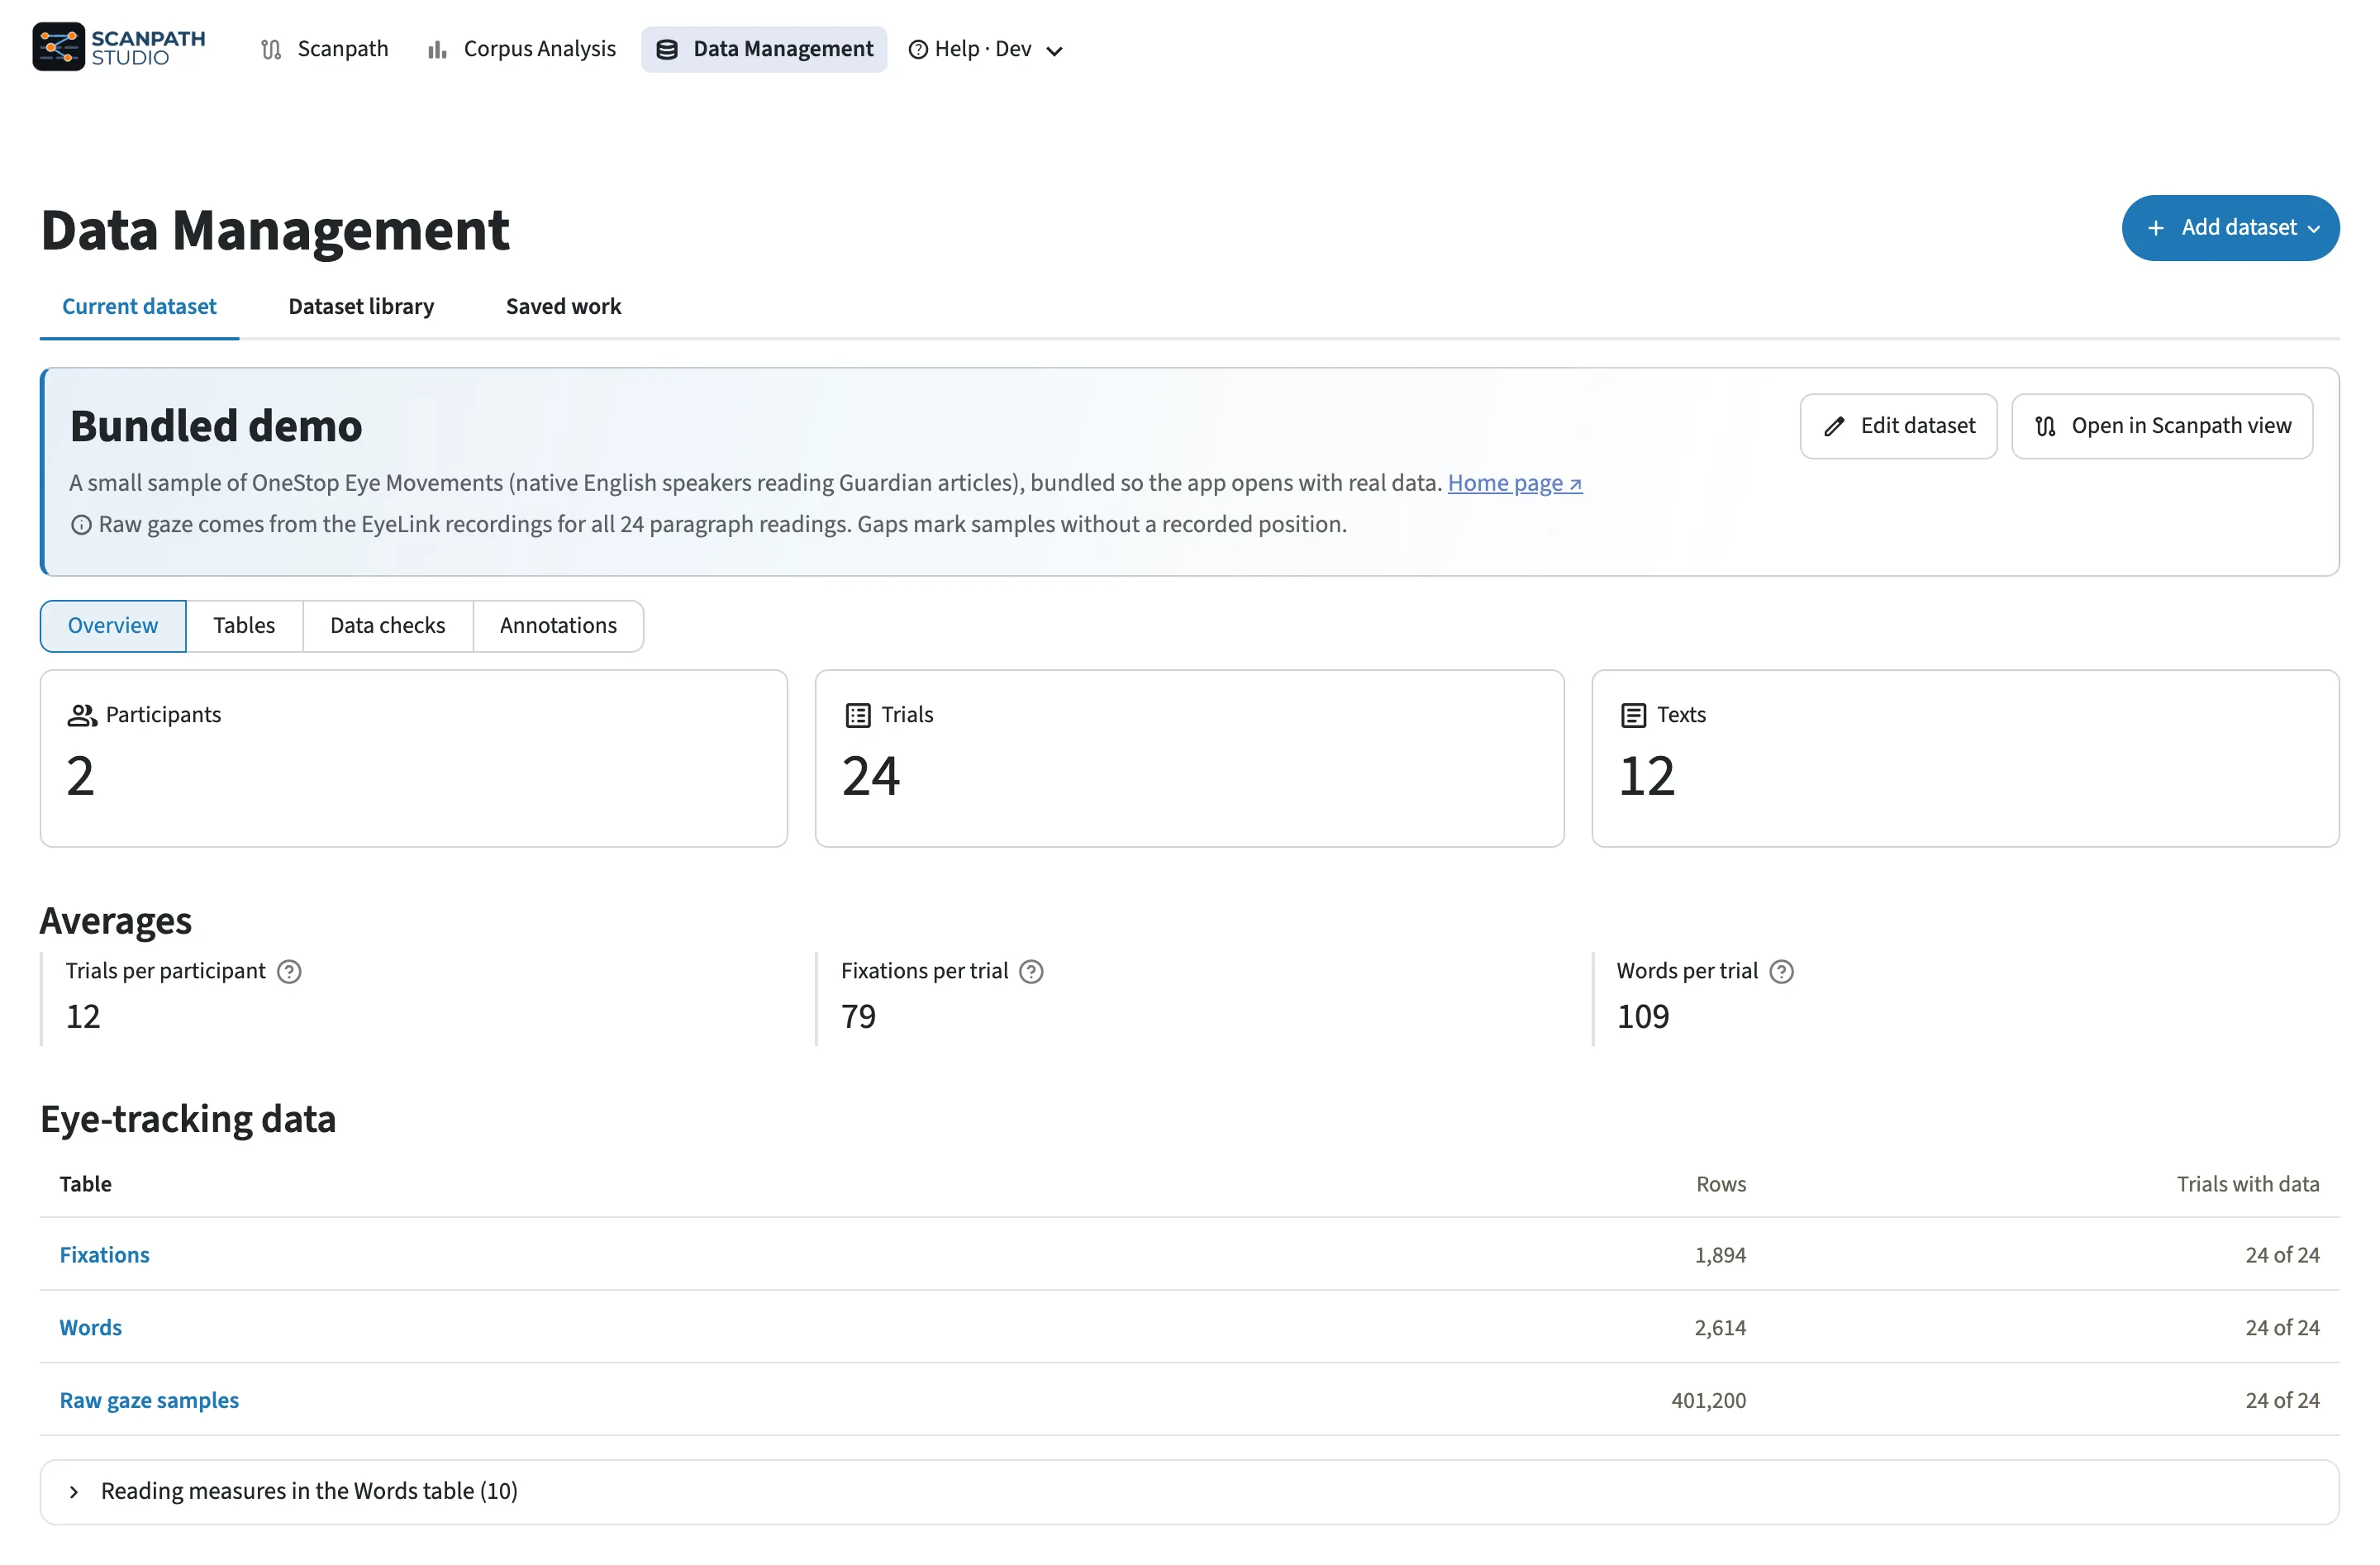 SCANPATH
STUDIO
Scanpath
Corpus Analysis
Data Management
Help · Dev
Data Management
+ Add dataset
Current dataset
Dataset library
Saved work
Bundled demo
Edit dataset
Open in Scanpath view
A small sample of OneStop Eye Movements (native English speakers reading Guardian articles), bundled so the app opens with real data. Home page ↗
Raw gaze comes from the EyeLink recordings for all 24 paragraph readings. Gaps mark samples without a recorded position.
Overview
Tables
Data checks
Annotations
Participants
2
Trials
24
Texts
12
Averages
Trials per participant
12
Fixations per trial
79
Words per trial
109
Eye-tracking data
Table Rows Trials with data
Fixations 1,894 24 of 24
Words 2,614 24 of 24
Raw gaze samples 401,200 24 of 24
Reading measures in the Words table (10)